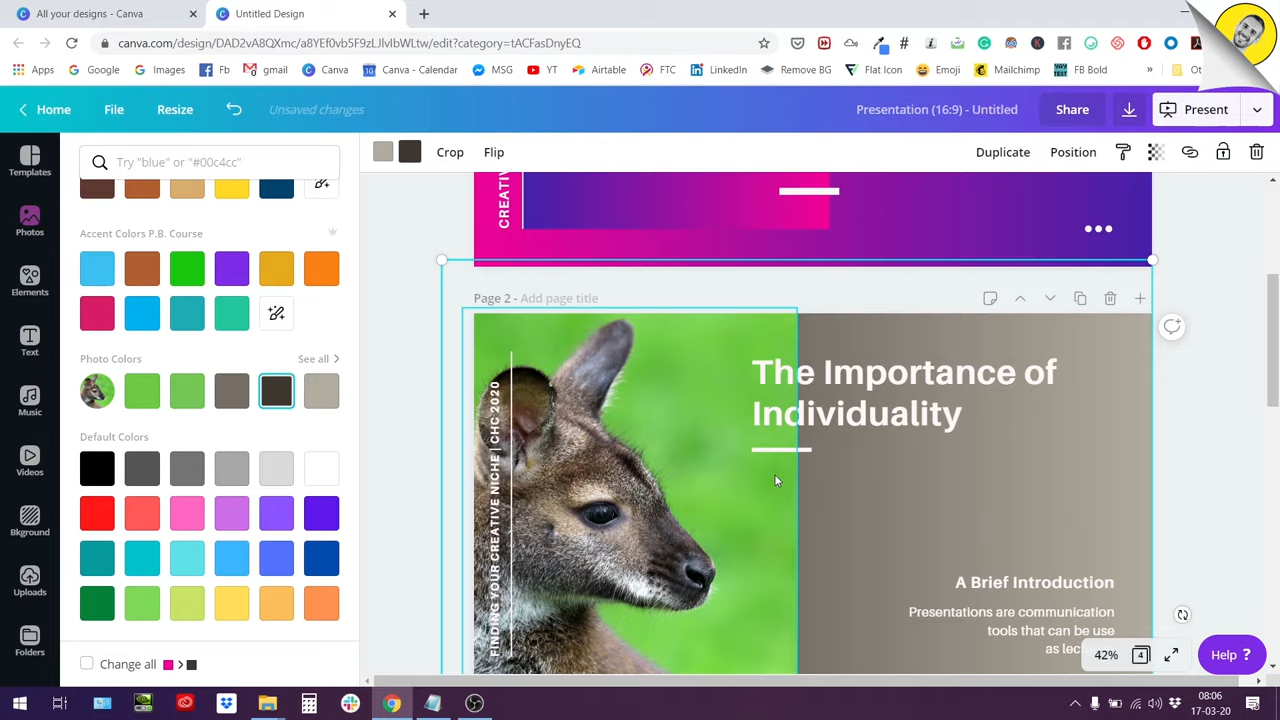 All your designs - Canva
Untitled Design
canva.com/design/DAD2vA8QXmc/a8YEf0vb5F9zLJlvIbWLtw/edit?category=tACFasDnyEQ
Apps
Google
Images
Fb
gmail
Canva
Canva - Calendar
MSG
YT
Airtable
FTC
LinkedIn
Remove BG
Flat Icon
Emoji
Mailchimp
FB Bold
»
Home
File
Resize
Unsaved changes
Presentation (16:9) - Untitled
Share
Present
Templates
Photos
Elements
Text
Music
Videos
Bkground
Uploads
Folders
Try "blue" or "#00c4cc"
Accent Colors P.B. Course
Photo Colors
See all
Default Colors
Change all
Crop
Flip
Duplicate
Position
Page 2 - Add page title
FINDING YOUR CREATIVE NICHE | CHC 2020
The Importance of
Individuality
A Brief Introduction
Presentations are communication
tools that can be use
42%
4
Help ?
08:06
17-03-20